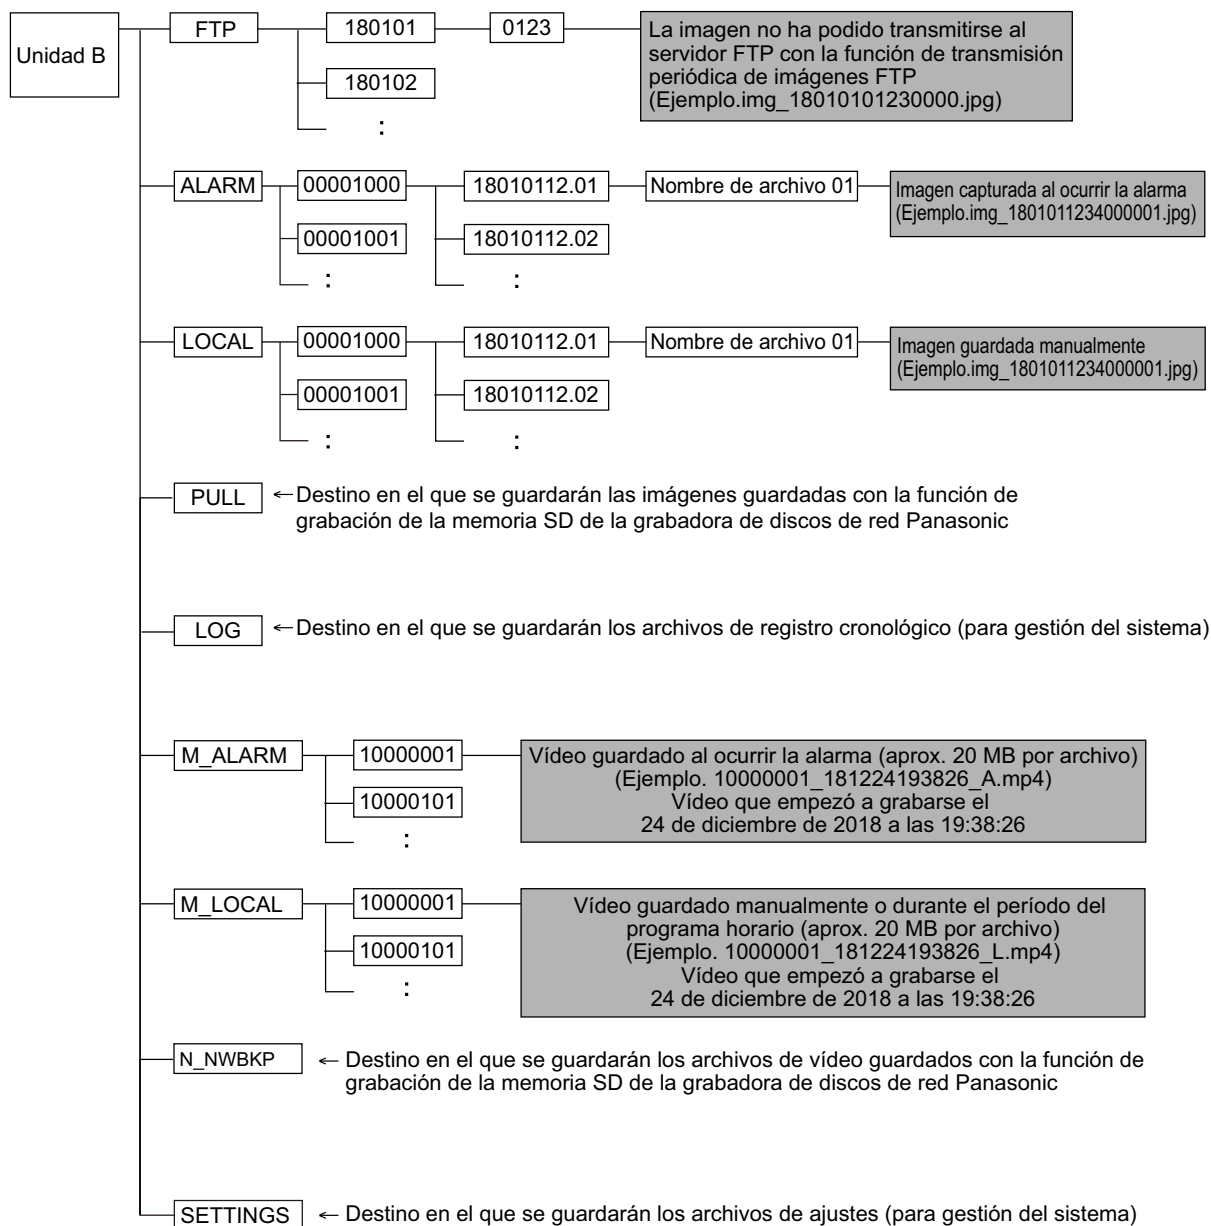 Unidad B
FTP
180101
0123
La imagen no ha podido transmitirse al
servidor FTP con la función de transmisión
periódica de imágenes FTP
(Ejemplo.img_18010101230000.jpg)
180102
:
ALARM
00001000
18010112.01
Nombre de archivo 01
Imagen capturada al ocurrir la alarma
(Ejemplo.img_1801011234000001.jpg)
00001001
18010112.02
:
:
LOCAL
00001000
18010112.01
Nombre de archivo 01
Imagen guardada manualmente
(Ejemplo.img_1801011234000001.jpg)
00001001
18010112.02
:
:
PULL
←Destino en el que se guardarán las imágenes guardadas con la función de
grabación de la memoria SD de la grabadora de discos de red Panasonic
LOG
←Destino en el que se guardarán los archivos de registro cronológico (para gestión del sistema)
M_ALARM
10000001
Vídeo guardado al ocurrir la alarma (aprox. 20 MB por archivo)
(Ejemplo. 10000001_181224193826_A.mp4)
Vídeo que empezó a grabarse el
24 de diciembre de 2018 a las 19:38:26
10000101
:
M_LOCAL
10000001
Vídeo guardado manualmente o durante el período del
programa horario (aprox. 20 MB por archivo)
(Ejemplo. 10000001_181224193826_L.mp4)
Vídeo que empezó a grabarse el
24 de diciembre de 2018 a las 19:38:26
10000101
:
N_NWBKP
← Destino en el que se guardarán los archivos de vídeo guardados con la función de
grabación de la memoria SD de la grabadora de discos de red Panasonic
SETTINGS
← Destino en el que se guardarán los archivos de ajustes (para gestión del sistema)